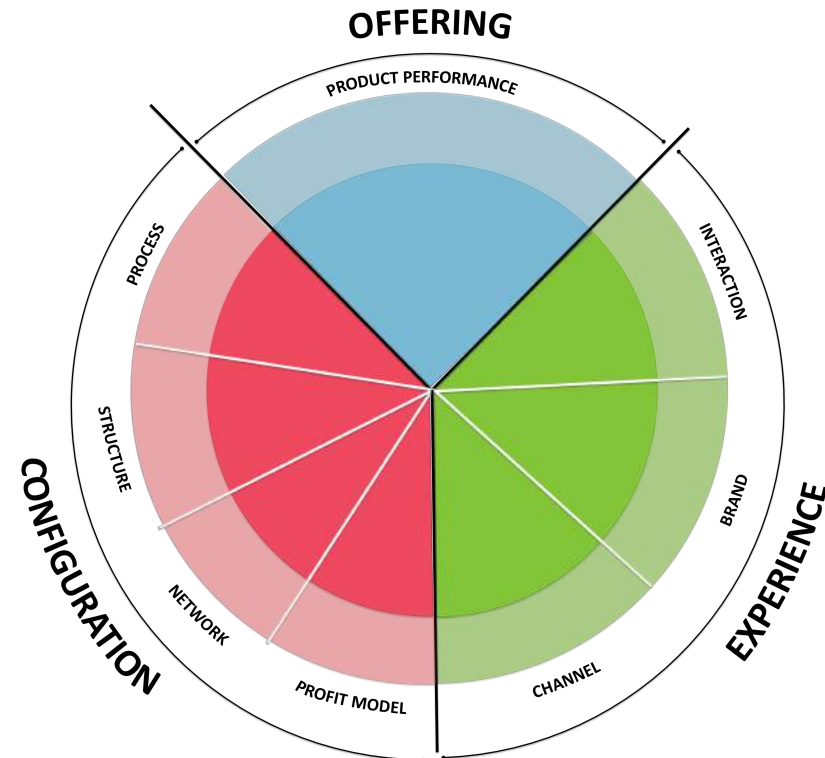 OFFERING
PRODUCT PERFORMANCE
PROCESS
INTERACTION
STRUCTURE
BRAND
CONFIGURATION
EXPERIENCE
NETWORK
CHANNEL
PROFIT MODEL